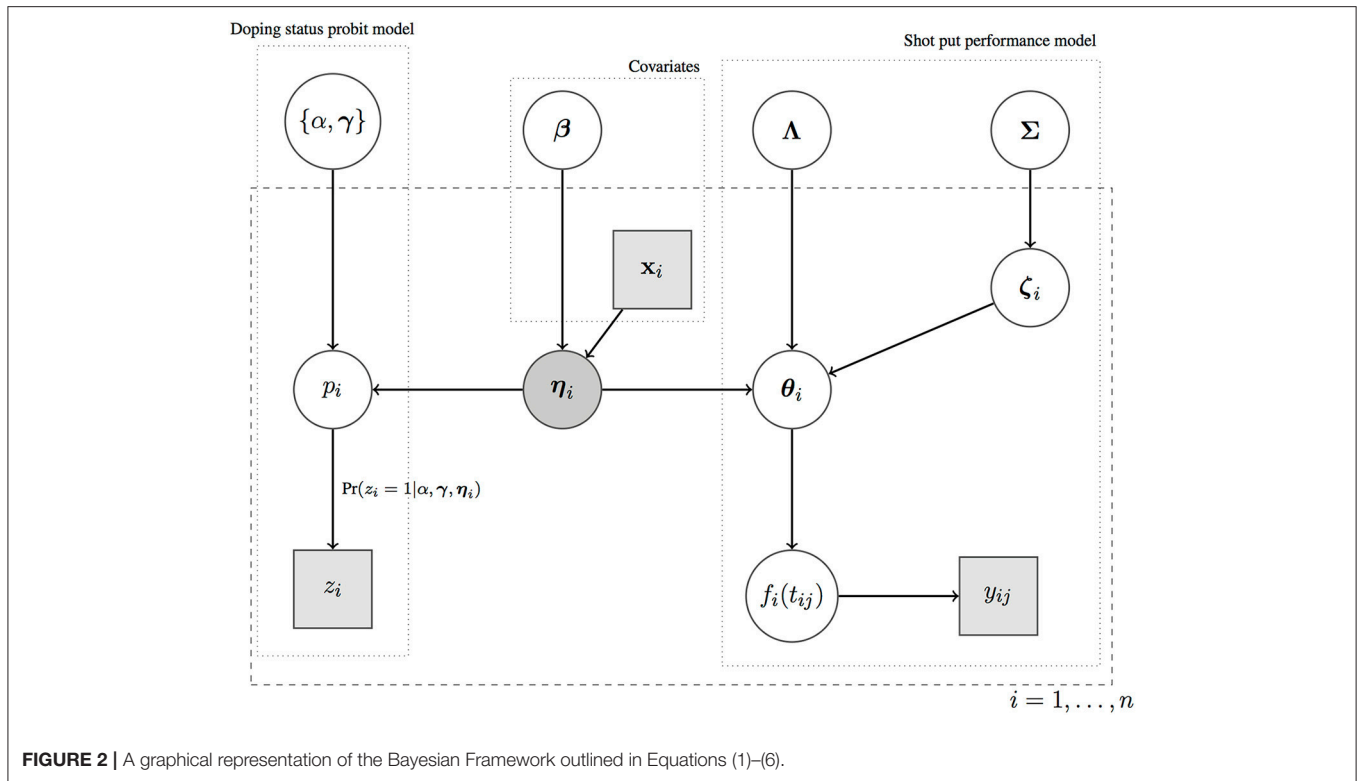 Doping status probit model
Shot put performance model
Covariates
{α, γ}
β
Λ
Σ
x_i
ζ_i
p_i
η_i
θ_i
Pr(z_i = 1|α, γ, η_i)
z_i
f_i(t_ij)
y_ij
i = 1, . . . , n
FIGURE 2 | A graphical representation of the Bayesian Framework outlined in Equations (1)–(6).